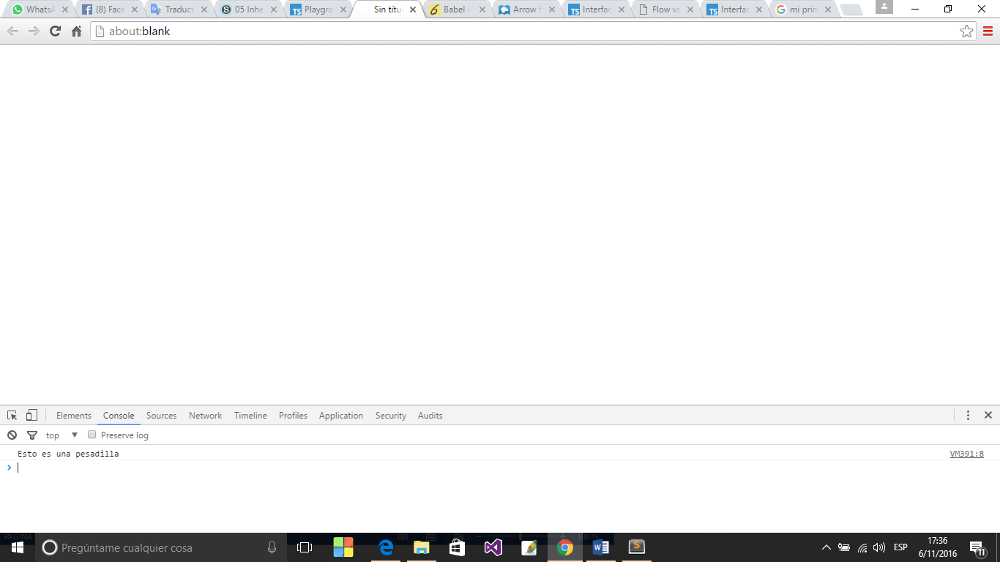 WhatsA (8) Face Traduct 05 Inhe Playgro Sin títul Babel · Arrow f Interfac Flow vs Interfac mi prim
about:blank
Elements Console Sources Network Timeline Profiles Application Security Audits
top Preserve log
Esto es una pesadilla VM391:8
PÁGINA 100 %
Pregúntame cualquier cosa ESP 17:36
6/11/2016 11